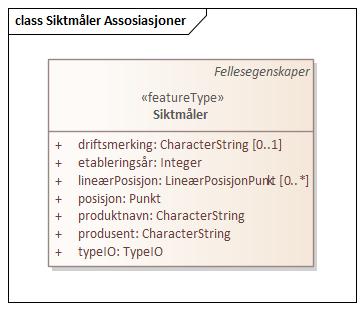 class Siktmåler Assosiasjoner
Fellesegenskaper
«featureType»
Siktmåler
+ driftsmerking: CharacterString [0..1]
+ etableringsår: Integer
+ lineærPosisjon: LineærPosisjonPunkt [0..*]
+ posisjon: Punkt
+ produktnavn: CharacterString
+ produsent: CharacterString
+ typeIO: TypeIO